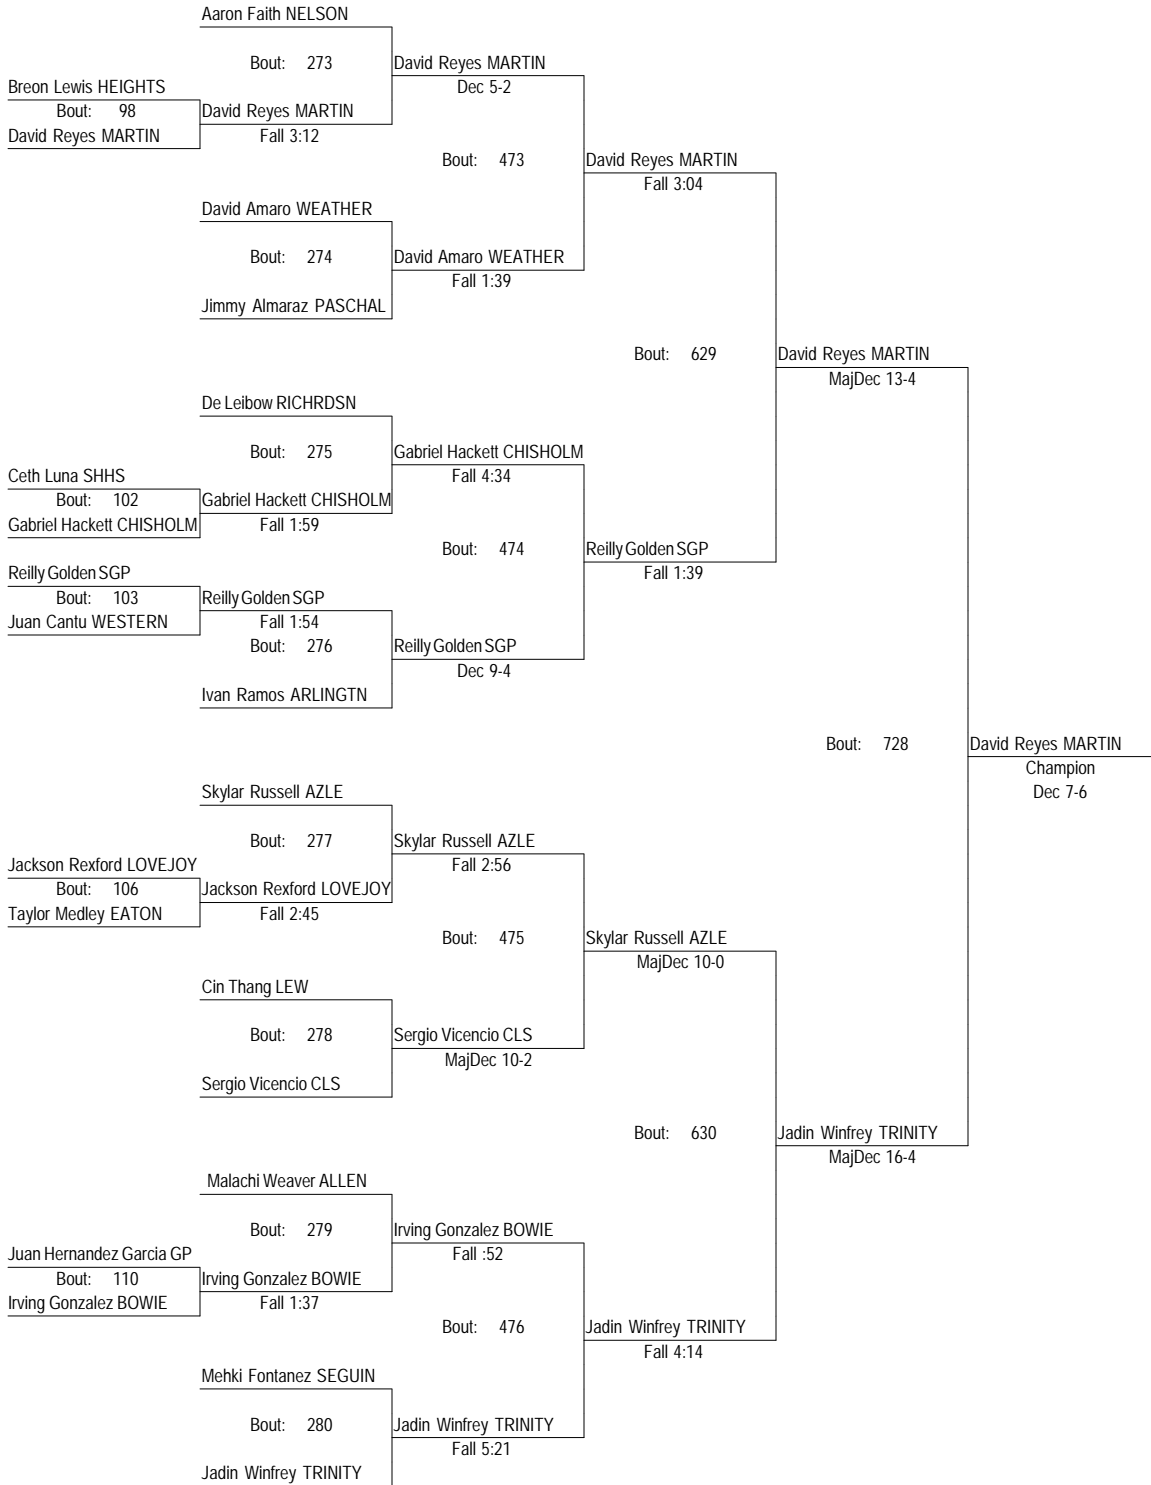 Aaron Faith NELSON
Bout: 273
David Reyes MARTIN
Dec 5-2
Breon Lewis HEIGHTS
Bout: 98
David Reyes MARTIN
David Reyes MARTIN
Fall 3:12
Bout: 473
David Reyes MARTIN
Fall 3:04
David Amaro WEATHER
Bout: 274
David Amaro WEATHER
Fall 1:39
Jimmy Almaraz PASCHAL
Bout: 629
David Reyes MARTIN
MajDec 13-4
De Leibow RICHRDSN
Bout: 275
Gabriel Hackett CHISHOLM
Fall 4:34
Ceth Luna SHHS
Bout: 102
Gabriel Hackett CHISHOLM
Gabriel Hackett CHISHOLM
Fall 1:59
Bout: 474
Reilly Golden SGP
Fall 1:39
Reilly Golden SGP
Bout: 103
Reilly Golden SGP
Juan Cantu WESTERN
Fall 1:54
Bout: 276
Reilly Golden SGP
Dec 9-4
Ivan Ramos ARLINGTN
Bout: 728
David Reyes MARTIN
Champion
Dec 7-6
Skylar Russell AZLE
Bout: 277
Skylar Russell AZLE
Fall 2:56
Jackson Rexford LOVEJOY
Bout: 106
Jackson Rexford LOVEJOY
Taylor Medley EATON
Fall 2:45
Bout: 475
Skylar Russell AZLE
MajDec 10-0
Cin Thang LEW
Bout: 278
Sergio Vicencio CLS
MajDec 10-2
Sergio Vicencio CLS
Bout: 630
Jadin Winfrey TRINITY
MajDec 16-4
Malachi Weaver ALLEN
Bout: 279
Irving Gonzalez BOWIE
Fall :52
Juan Hernandez Garcia GP
Bout: 110
Irving Gonzalez BOWIE
Irving Gonzalez BOWIE
Fall 1:37
Bout: 476
Jadin Winfrey TRINITY
Fall 4:14
Mehki Fontanez SEGUIN
Bout: 280
Jadin Winfrey TRINITY
Fall 5:21
Jadin Winfrey TRINITY